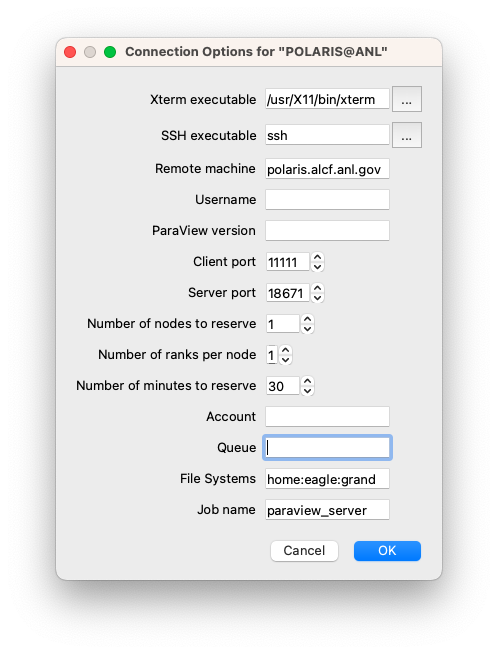 Connection Options for "POLARIS@ANL"
Xterm executable /usr/X11/bin/xterm ...
SSH executable ssh ...
Remote machine polaris.alcf.anl.gov
Username
ParaView version
Client port 11111
Server port 18671
Number of nodes to reserve 1
Number of ranks per node 1
Number of minutes to reserve 30
Account
Queue
File Systems home:eagle:grand
Job name paraview_server
Cancel OK